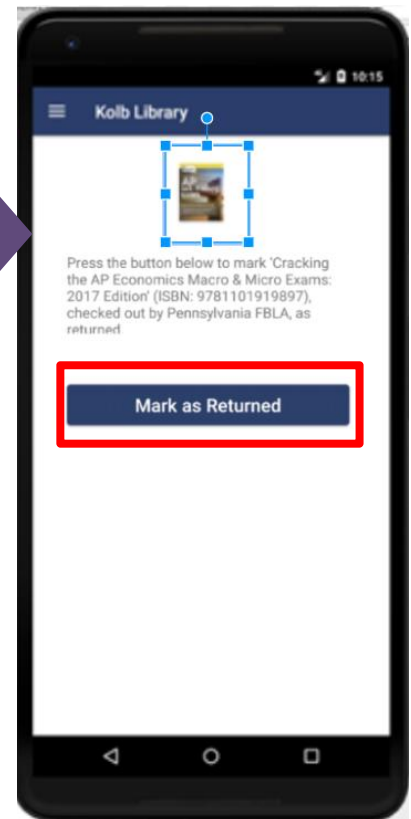 10:15
Kolb Library
AP
Press the button below to mark 'Cracking
the AP Economics Macro & Micro Exams:
2017 Edition' (ISBN: 9781101919897),
checked out by Pennsylvania FBLA, as
returned
Mark as Returned